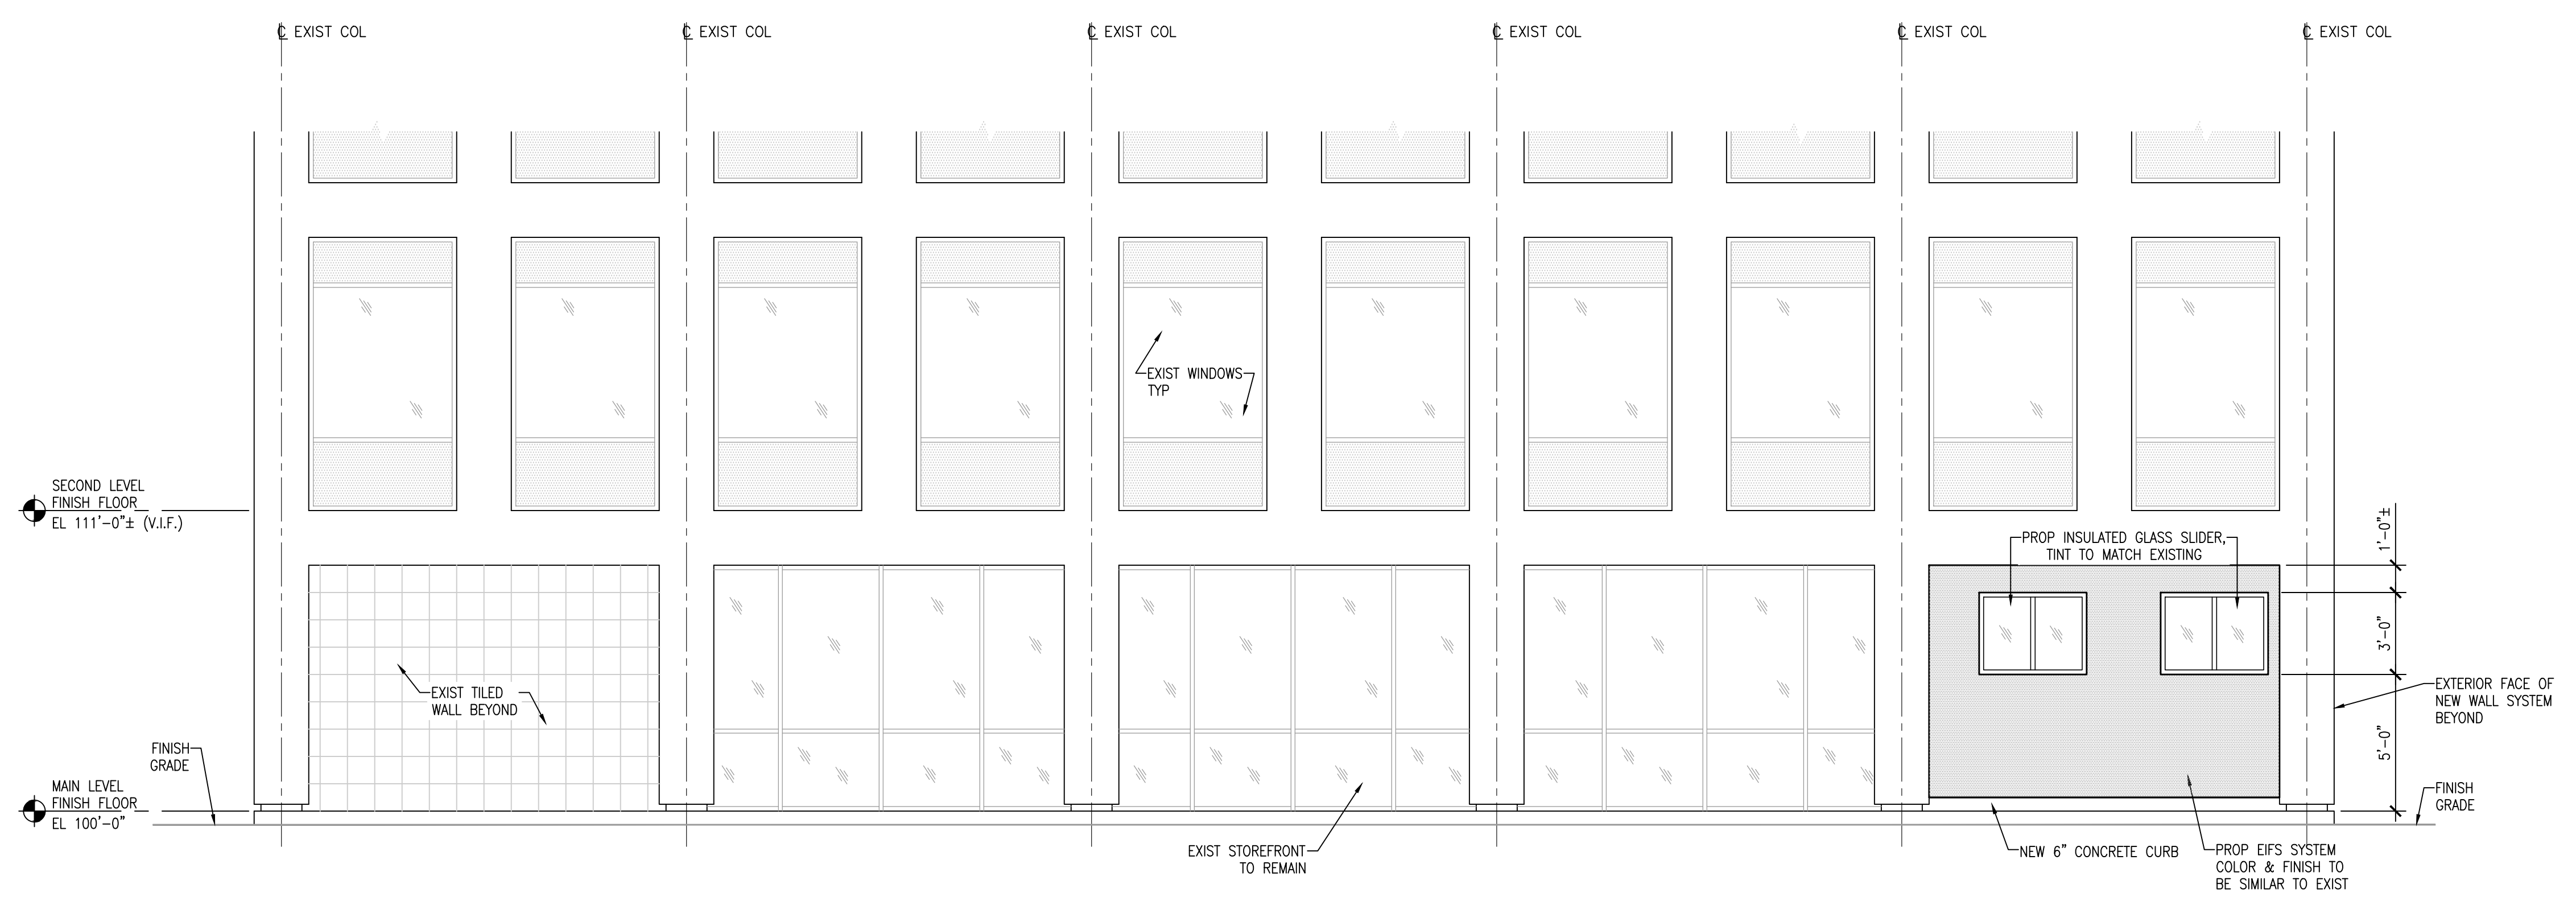 ℄ EXIST COL
℄ EXIST COL
℄ EXIST COL
℄ EXIST COL
℄ EXIST COL
℄ EXIST COL
EXIST WINDOWS
TYP
SECOND LEVEL
FINISH FLOOR
EL 111'-0"± (V.I.F.)
PROP INSULATED GLASS SLIDER,
TINT TO MATCH EXISTING
1'-0"±
3'-0"
5'-0"
EXIST TILED
WALL BEYOND
EXTERIOR FACE OF
NEW WALL SYSTEM
BEYOND
FINISH
GRADE
MAIN LEVEL
FINISH FLOOR
EL 100'-0"
FINISH
GRADE
EXIST STOREFRONT
TO REMAIN
NEW 6" CONCRETE CURB
PROP EIFS SYSTEM
COLOR & FINISH TO
BE SIMILAR TO EXIST